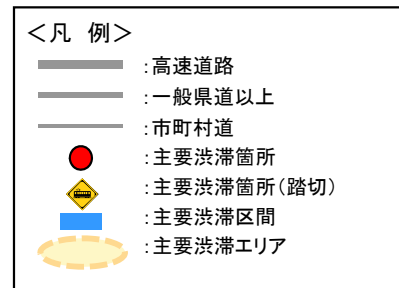 <凡 例>
:高速道路
:一般県道以上
:市町村道
:主要渋滞箇所
:主要渋滞箇所(踏切)
:主要渋滞区間
:主要渋滞エリア